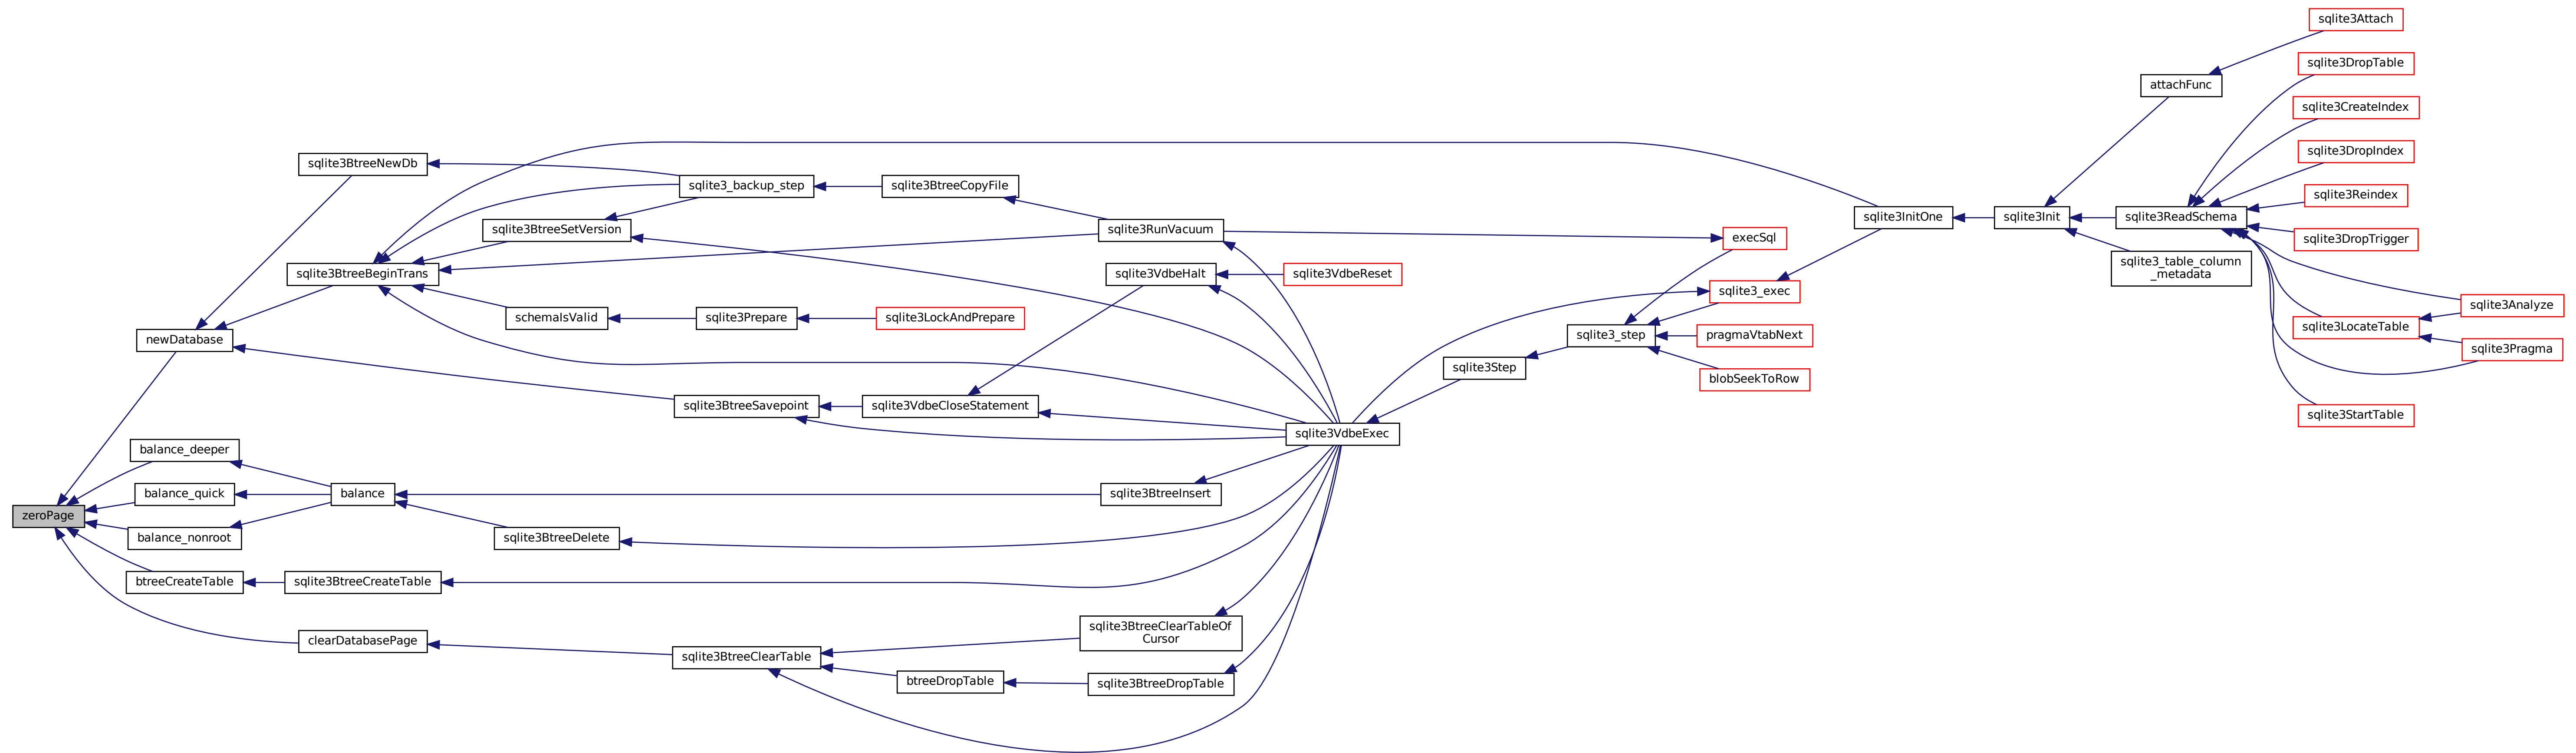 zeroPage
newDatabase
balance_deeper
balance_quick
balance_nonroot
btreeCreateTable
clearDatabasePage
sqlite3BtreeNewDb
sqlite3BtreeBeginTrans
balance
sqlite3BtreeCreateTable
sqlite3BtreeSetVersion
schemaIsValid
sqlite3BtreeDelete
sqlite3_backup_step
sqlite3Prepare
sqlite3BtreeSavepoint
sqlite3BtreeClearTable
sqlite3BtreeCopyFile
sqlite3LockAndPrepare
sqlite3VdbeCloseStatement
btreeDropTable
sqlite3RunVacuum
sqlite3VdbeHalt
sqlite3BtreeInsert
sqlite3BtreeClearTableOf
Cursor
sqlite3BtreeDropTable
sqlite3VdbeReset
sqlite3VdbeExec
sqlite3Step
sqlite3_step
execSql
sqlite3_exec
pragmaVtabNext
blobSeekToRow
sqlite3InitOne
sqlite3Init
attachFunc
sqlite3ReadSchema
sqlite3_table_column
_metadata
sqlite3Attach
sqlite3DropTable
sqlite3CreateIndex
sqlite3DropIndex
sqlite3Reindex
sqlite3DropTrigger
sqlite3LocateTable
sqlite3StartTable
sqlite3Analyze
sqlite3Pragma